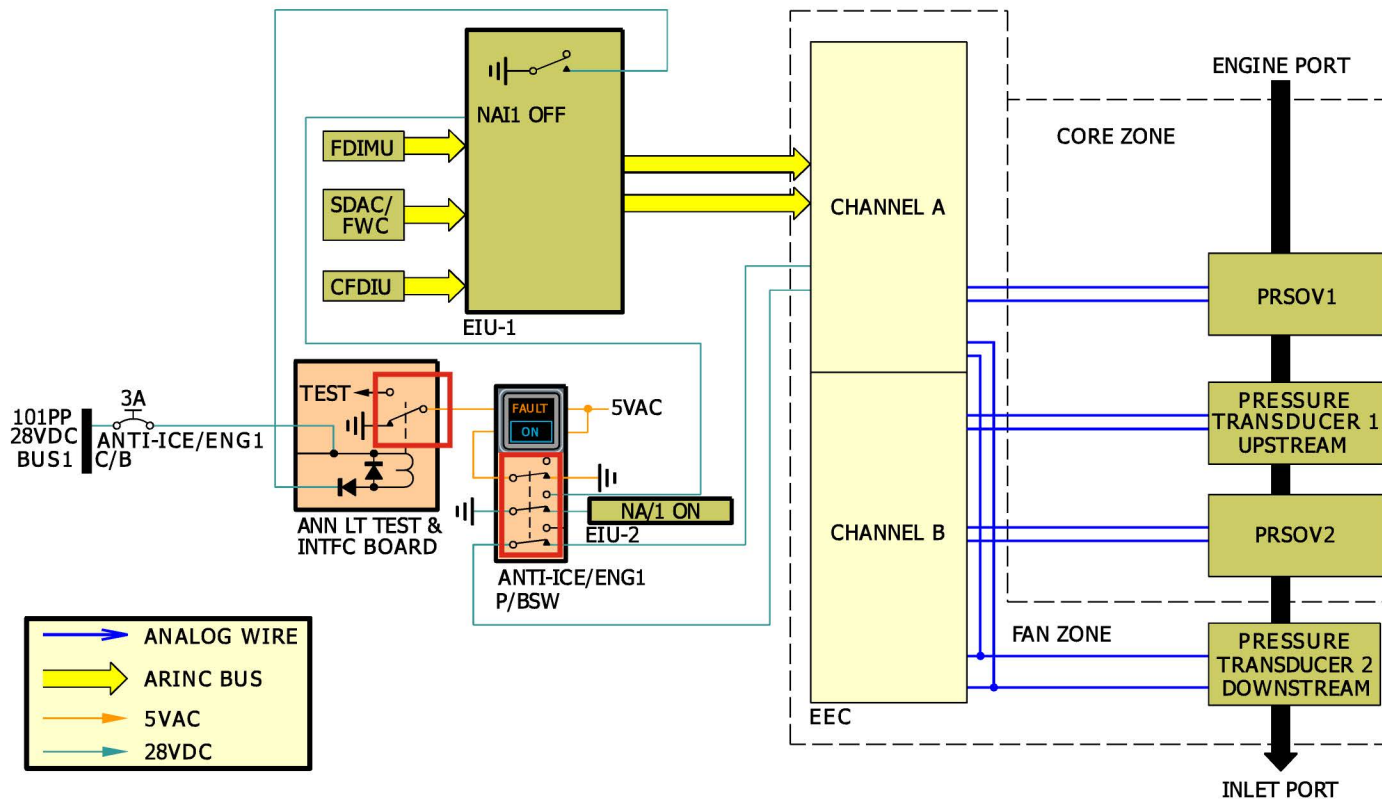 ENGINE PORT
CORE ZONE
NAI1 OFF
FDIMU
SDAC/
FWC
CFDIU
EIU-1
CHANNEL A
PRSOV1
TEST
FAULT
ON
5VAC
3A
101PP
28VDC
BUS1
ANTI-ICE/ENG1
C/B
PRESSURE
TRANSDUCER 1
UPSTREAM
NA/1 ON
EIU-2
ANN LT TEST &
INTFC BOARD
ANTI-ICE/ENG1
P/BSW
CHANNEL B
PRSOV2
FAN ZONE
PRESSURE
TRANSDUCER 2
DOWNSTREAM
EEC
INLET PORT
ANALOG WIRE
ARINC BUS
5VAC
28VDC